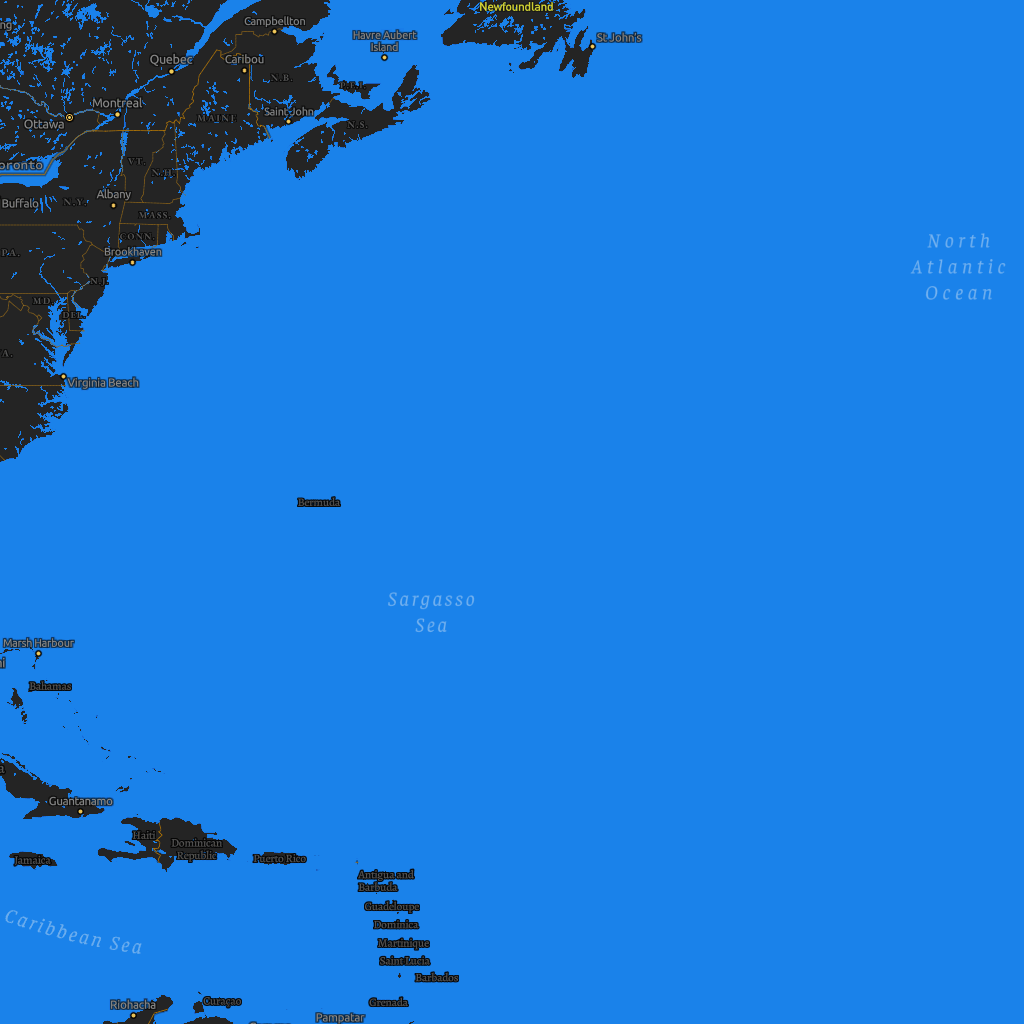 Newfoundland
Campbellton
ng
Havre Aubert
Island
St John's
Quebec
Caribou
N.B.
P.E.I.
Montreal
MAINE
Saint John
Ottawa
N.S.
oronto
VT.
N.H.
Albany
Buffalo
N.Y.
MASS.
CONN.
North
Atlantic
Ocean
PA.
Brookhaven
N.J.
MD.
DEL.
A.
Virginia Beach
Bermuda
Sargasso
Sea
Marsh Harbour
ai
Bahamas
a
Guantanamo
Haiti
Dominican
Republic
Jamaica
Puerto Rico
Antigua and
Barbuda
Guadeloupe
Dominica
Caribbean Sea
Martinique
Saint Lucia
Barbados
Riohacha
Curaçao
Grenada
Pampatar